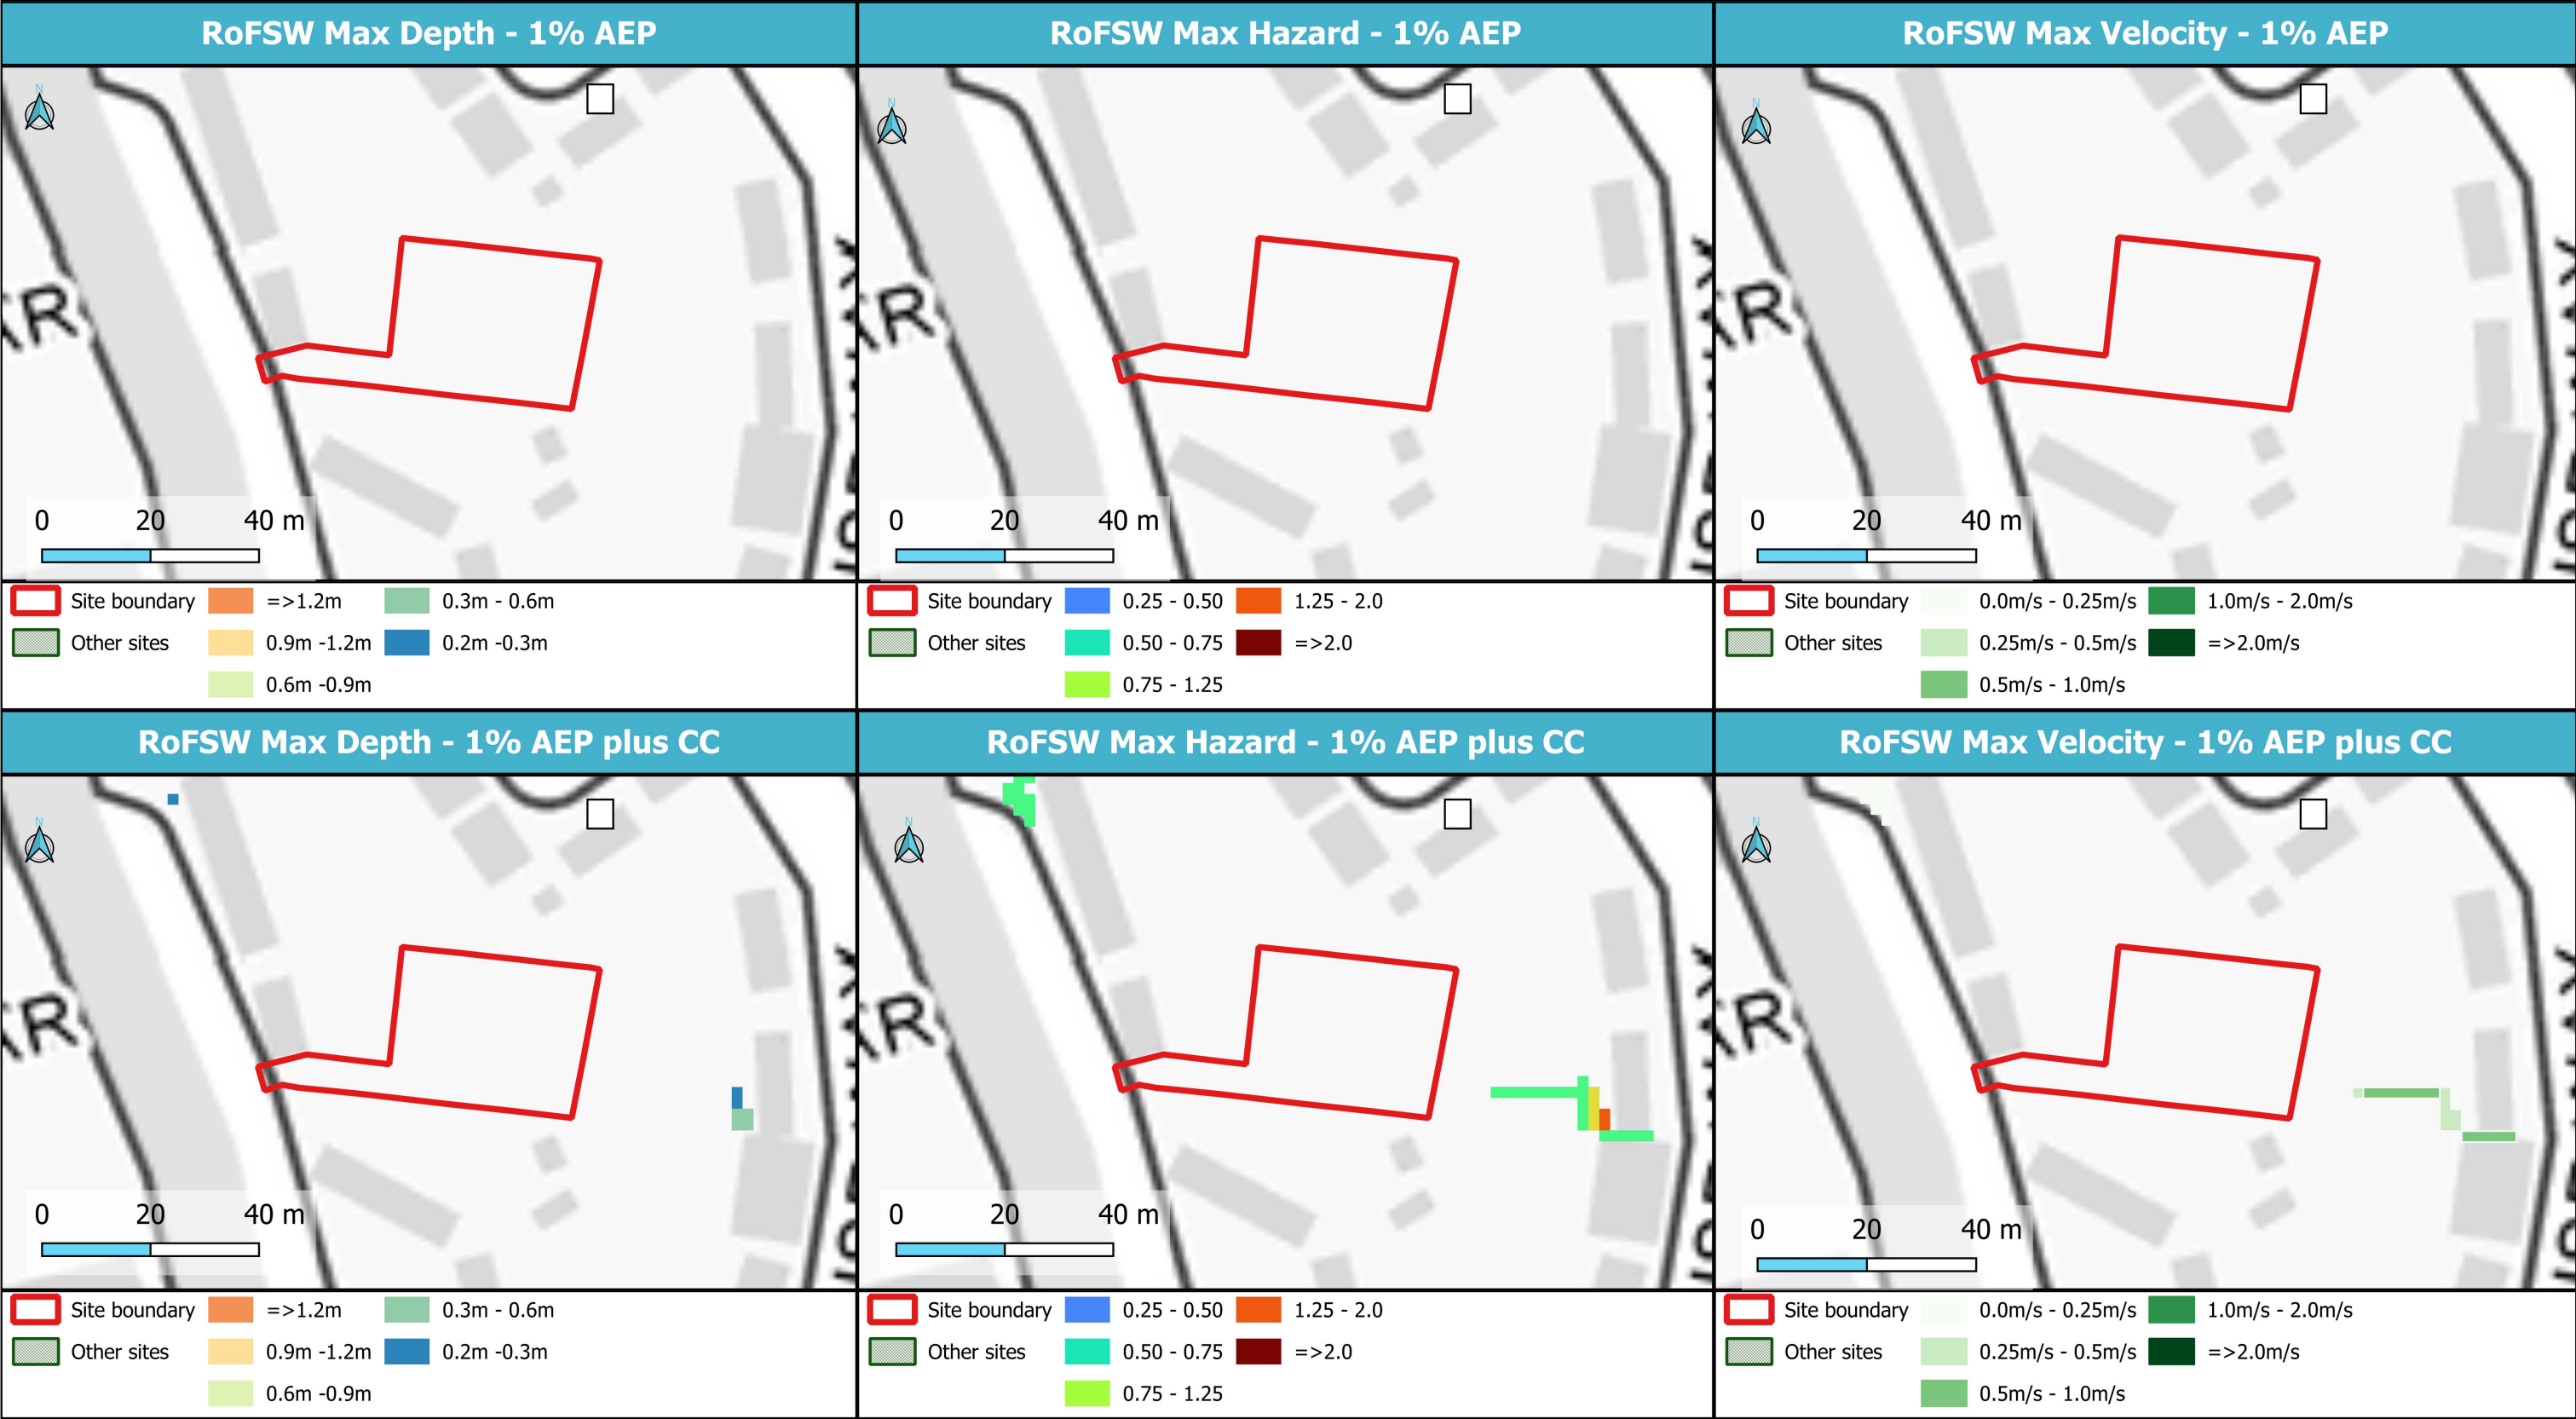 RoFSW Max Depth - 1% AEP
RoFSW Max Hazard - 1% AEP
RoFSW Max Velocity - 1% AEP
N
N
N
0 20 40 m
0 20 40 m
0 20 40 m
Site boundary =>1.2m 0.3m - 0.6m
Other sites 0.9m -1.2m 0.2m -0.3m
0.6m -0.9m
Site boundary 0.25 - 0.50 1.25 - 2.0
Other sites 0.50 - 0.75 =>2.0
0.75 - 1.25
Site boundary 0.0m/s - 0.25m/s 1.0m/s - 2.0m/s
Other sites 0.25m/s - 0.5m/s =>2.0m/s
0.5m/s - 1.0m/s
RoFSW Max Depth - 1% AEP plus CC
RoFSW Max Hazard - 1% AEP plus CC
RoFSW Max Velocity - 1% AEP plus CC
N
N
N
0 20 40 m
0 20 40 m
0 20 40 m
Site boundary =>1.2m 0.3m - 0.6m
Other sites 0.9m -1.2m 0.2m -0.3m
0.6m -0.9m
Site boundary 0.25 - 0.50 1.25 - 2.0
Other sites 0.50 - 0.75 =>2.0
0.75 - 1.25
Site boundary 0.0m/s - 0.25m/s 1.0m/s - 2.0m/s
Other sites 0.25m/s - 0.5m/s =>2.0m/s
0.5m/s - 1.0m/s